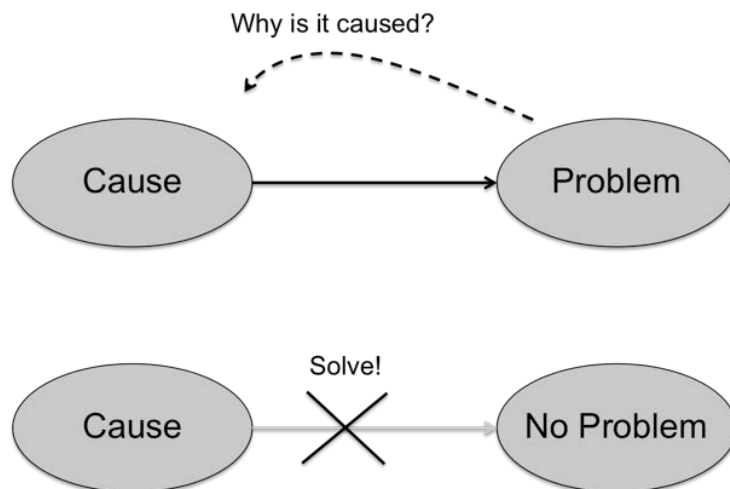 Why is it caused?
Cause
Problem
Solve!
Cause
No Problem